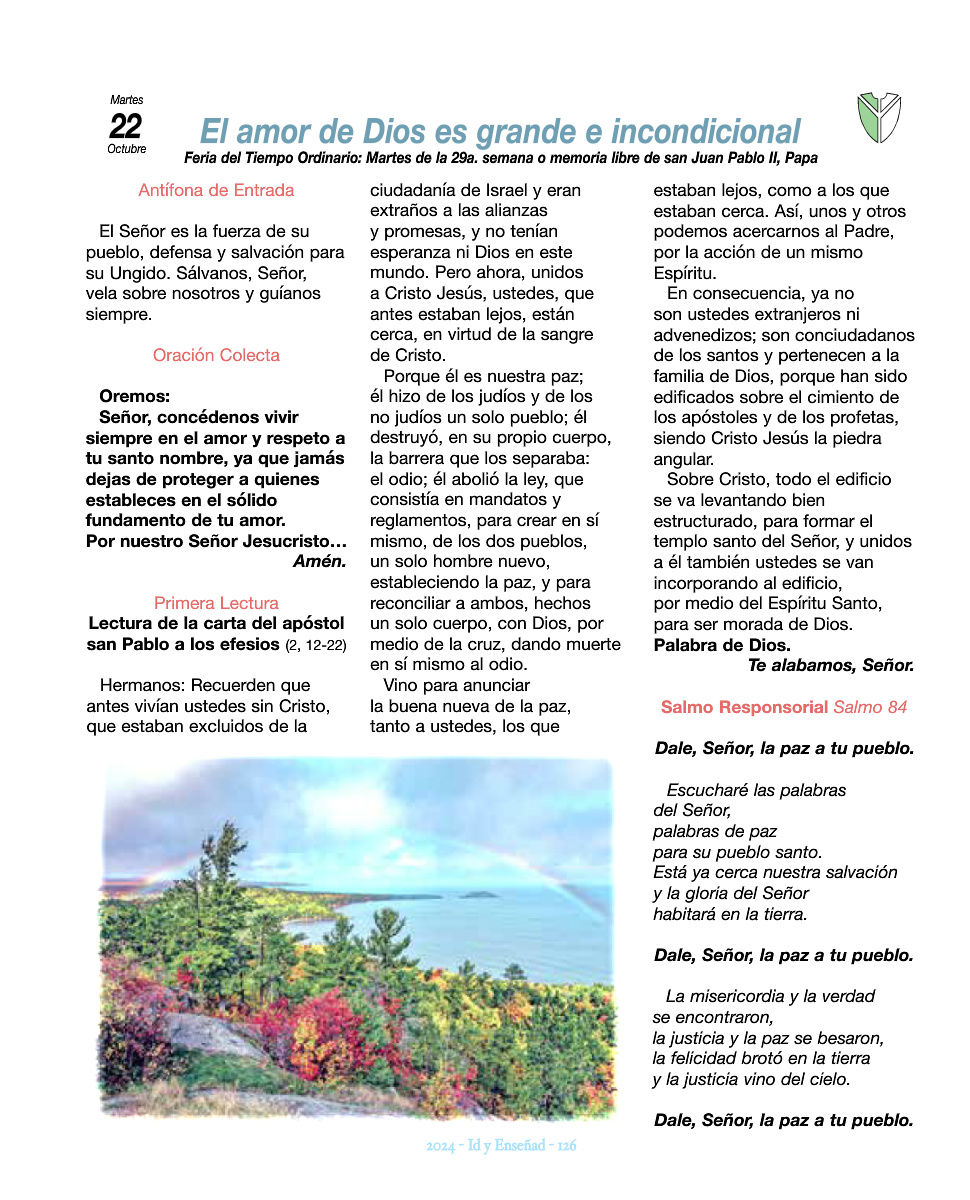 Martes
22
Octubre
El amor de Dios es grande e incondicional
Feria del Tiempo Ordinario: Martes de la 29a. semana o memoria libre de san Juan Pablo II, Papa
Antífona de Entrada
El Señor es la fuerza de su
pueblo, defensa y salvación para
su Ungido. Sálvanos, Señor,
vela sobre nosotros y guíanos
siempre.
Oración Colecta
Oremos:
Señor, concédenos vivir
siempre en el amor y respeto a
tu santo nombre, ya que jamás
dejas de proteger a quienes
estableces en el sólido
fundamento de tu amor.
Por nuestro Señor Jesucristo…
Amén.
Primera Lectura
Lectura de la carta del apóstol
san Pablo a los efesios (2, 12-22)
Hermanos: Recuerden que
antes vivían ustedes sin Cristo,
que estaban excluidos de la
ciudadanía de Israel y eran
extraños a las alianzas
y promesas, y no tenían
esperanza ni Dios en este
mundo. Pero ahora, unidos
a Cristo Jesús, ustedes, que
antes estaban lejos, están
cerca, en virtud de la sangre
de Cristo.
Porque él es nuestra paz;
él hizo de los judíos y de los
no judíos un solo pueblo; él
destruyó, en su propio cuerpo,
la barrera que los separaba:
el odio; él abolió la ley, que
consistía en mandatos y
reglamentos, para crear en sí
mismo, de los dos pueblos,
un solo hombre nuevo,
estableciendo la paz, y para
reconciliar a ambos, hechos
un solo cuerpo, con Dios, por
medio de la cruz, dando muerte
en sí mismo al odio.
Vino para anunciar
la buena nueva de la paz,
tanto a ustedes, los que
estaban lejos, como a los que
estaban cerca. Así, unos y otros
podemos acercarnos al Padre,
por la acción de un mismo
Espíritu.
En consecuencia, ya no
son ustedes extranjeros ni
advenedizos; son conciudadanos
de los santos y pertenecen a la
familia de Dios, porque han sido
edificados sobre el cimiento de
los apóstoles y de los profetas,
siendo Cristo Jesús la piedra
angular.
Sobre Cristo, todo el edificio
se va levantando bien
estructurado, para formar el
templo santo del Señor, y unidos
a él también ustedes se van
incorporando al edificio,
por medio del Espíritu Santo,
para ser morada de Dios.
Palabra de Dios.
Te alabamos, Señor.
Salmo Responsorial Salmo 84
Dale, Señor, la paz a tu pueblo.
Escucharé las palabras
del Señor,
palabras de paz
para su pueblo santo.
Está ya cerca nuestra salvación
y la gloria del Señor
habitará en la tierra.
Dale, Señor, la paz a tu pueblo.
La misericordia y la verdad
se encontraron,
la justicia y la paz se besaron,
la felicidad brotó en la tierra
y la justicia vino del cielo.
Dale, Señor, la paz a tu pueblo.
2024 - Id y Enseñad - 126